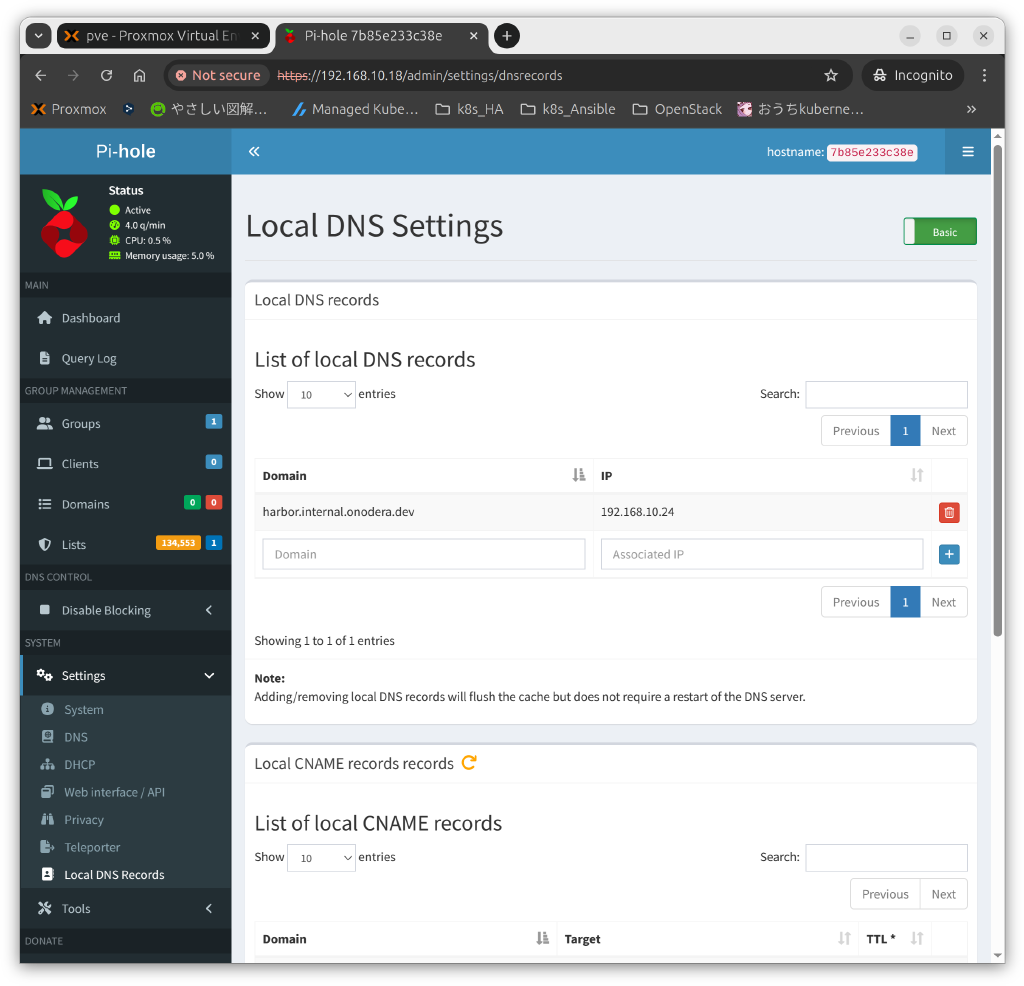 pve - Proxmox Virtual En
Pi-hole 7b85e233c38e
Not secure
https://192.168.10.18/admin/settings/dnsrecords
Incognito
Proxmox
やさしい図解…
Managed Kube…
k8s_HA
k8s_Ansible
OpenStack
おうちkuberne…
Pi-hole
hostname: 7b85e233c38e
Status
Active
4.0 q/min
CPU: 0.5 %
Memory usage: 5.0 %
MAIN
Dashboard
Query Log
GROUP MANAGEMENT
Groups 1
Clients 0
Domains 0 0
Lists 134,553 1
DNS CONTROL
Disable Blocking
SYSTEM
Settings
System
DNS
DHCP
Web interface / API
Privacy
Teleporter
Local DNS Records
Tools
DONATE
Local DNS Settings
Basic
Local DNS records
List of local DNS records
Show 10 entries
Search:
Previous 1 Next
Domain IP
harbor.internal.onodera.dev 192.168.10.24
Domain Associated IP
Previous 1 Next
Showing 1 to 1 of 1 entries
Note:
Adding/removing local DNS records will flush the cache but does not require a restart of the DNS server.
Local CNAME records records
List of local CNAME records
Show 10 entries
Search:
Previous Next
Domain Target TTL *